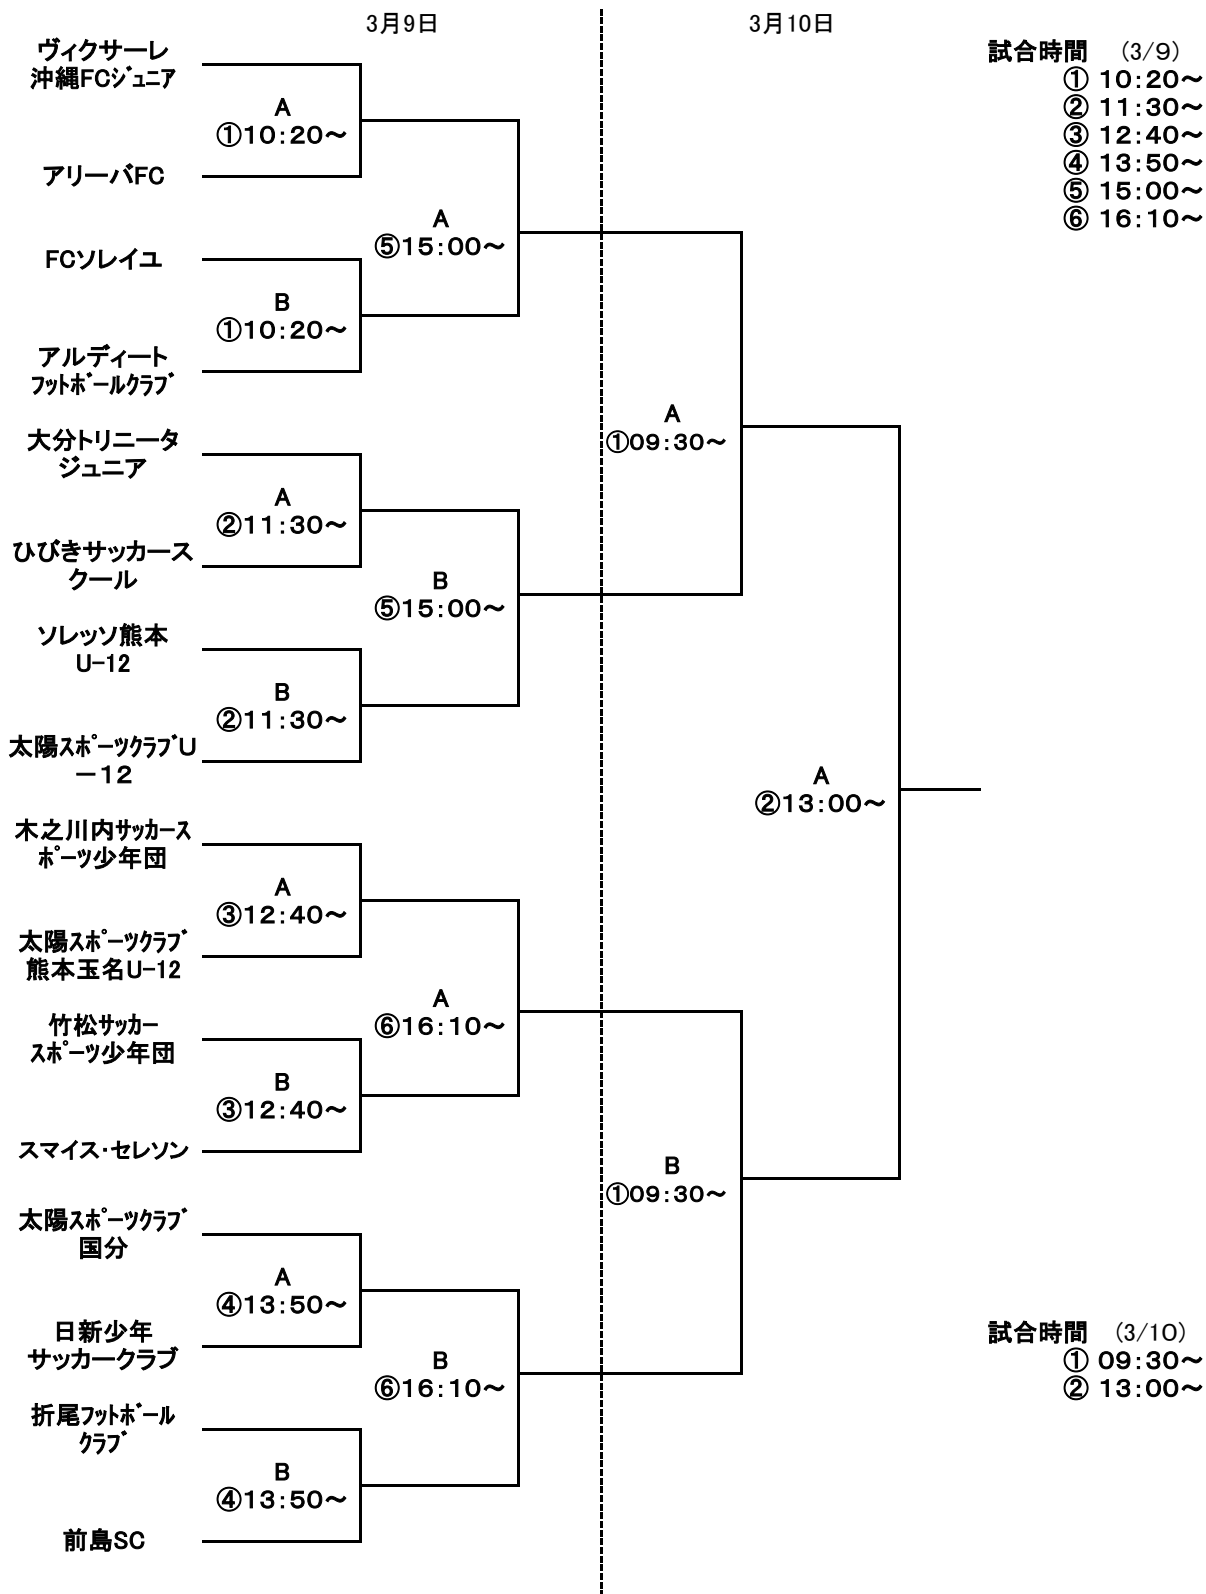 3月9日
3月10日
試合時間 (3/9)
① 10:20～
② 11:30～
③ 12:40～
④ 13:50～
⑤ 15:00～
⑥ 16:10～
ヴィクサーレ
沖縄FCｼﾞｭﾆｱ
A
①10:20～
アリーバFC
A
⑤15:00～
FCソレイユ
B
①10:20～
アルディート
ﾌｯﾄﾎﾞｰﾙｸﾗﾌﾞ
A
①09:30～
大分トリニータ
ジュニア
A
②11:30～
ひびきサッカース
クール
B
⑤15:00～
ソレッソ熊本
U-12
B
②11:30～
太陽ｽﾎﾟｰﾂｸﾗﾌﾞU
－12
A
②13:00～
木之川内ｻｯｶｰｽ
ﾎﾟｰﾂ少年団
A
③12:40～
太陽ｽﾎﾟｰﾂｸﾗﾌﾞ
熊本玉名U-12
A
⑥16:10～
竹松ｻｯｶｰ
ｽﾎﾟｰﾂ少年団
B
③12:40～
スマイス・セレソン
B
①09:30～
太陽ｽﾎﾟｰﾂｸﾗﾌﾞ
国分
A
④13:50～
日新少年
サッカークラブ
B
⑥16:10～
折尾ﾌｯﾄﾎﾞｰﾙ
ｸﾗﾌﾞ
B
④13:50～
前島SC
試合時間 (3/10)
① 09:30～
② 13:00～